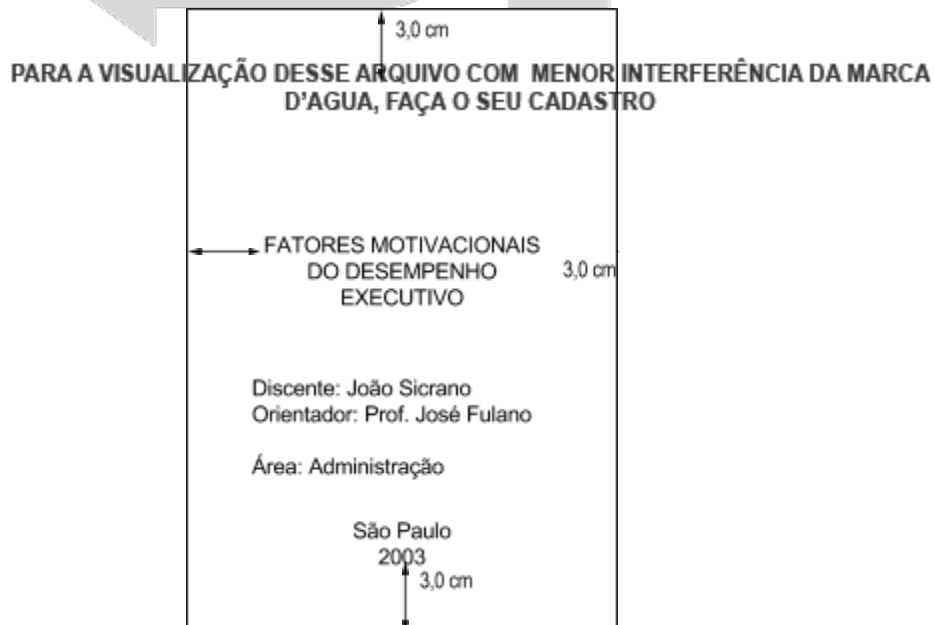 3,0 cm
PARA A VISUALIZAÇÃO DESSE ARQUIVO COM MENOR INTERFERÊNCIA DA MARCA
D'AGUA, FAÇA O SEU CADASTRO
FATORES MOTIVACIONAIS
DO DESEMPENHO
3,0 cm
EXECUTIVO
Discente: João Sicrano
Orientador: Prof. José Fulano
Área: Administração
São Paulo
2003
3,0 cm